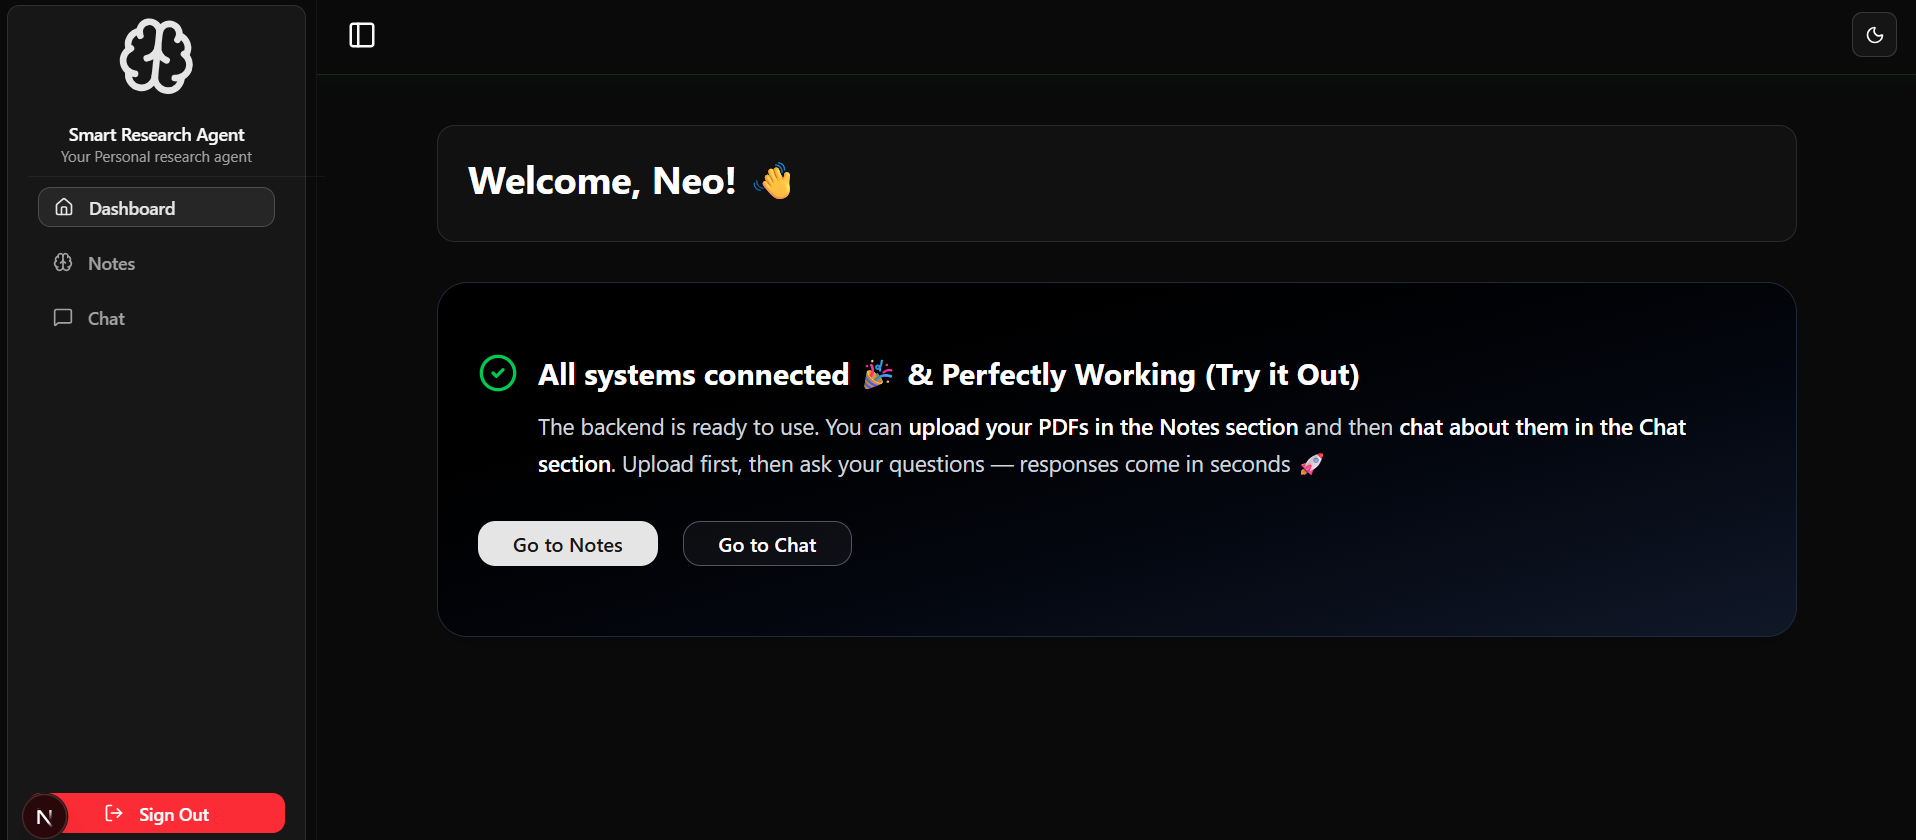 Smart Research Agent
Your Personal research agent
Dashboard
Notes
Chat
N
Sign Out
Welcome, Neo! 👋
All systems connected 🎉 & Perfectly Working (Try it Out)
The backend is ready to use. You can upload your PDFs in the Notes section and then chat about them in the Chat
section. Upload first, then ask your questions — responses come in seconds 🚀
Go to Notes
Go to Chat